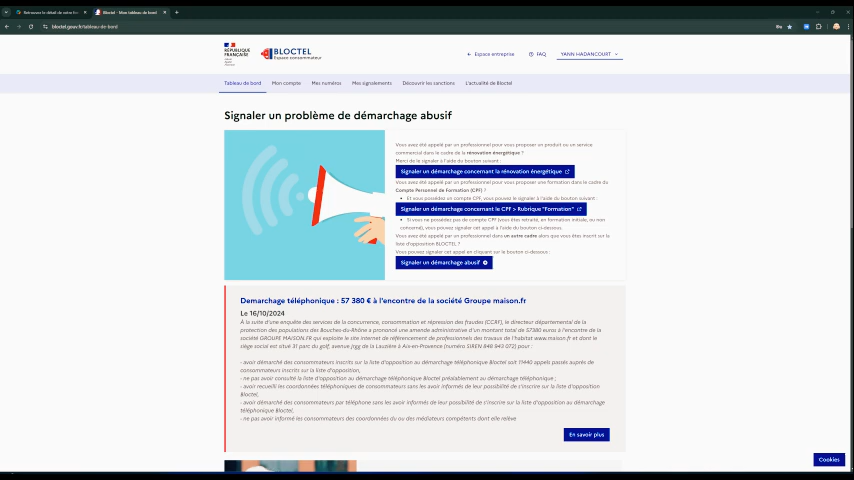 Bloctel - Mon tableau de bord
bloctel.gouv.fr/tableau-de-bord
RÉPUBLIQUE
FRANÇAISE
BLOCTEL
Espace consommateur
Espace entreprise
FAQ
YANN HADANCOURT
Tableau de bord
Mon compte
Mes numéros
Mes signalements
Découvrir les sanctions
L'actualité de Bloctel
Signaler un problème de démarchage abusif
Vous avez été appelé par un professionnel pour vous proposer un produit ou un service
commercial dans le cadre de la rénovation énergétique ?
Merci de le signaler à l'aide du bouton suivant :
Signaler un démarchage concernant la rénovation énergétique
Vous avez été appelé par un professionnel pour vous proposer une formation dans le cadre du
Compte Personnel de Formation (CPF) ?
• Et vous possédez un compte CPF, vous pouvez le signaler à l'aide du bouton suivant :
Signaler un démarchage concernant le CPF > Rubrique "Formation"
• Si vous ne possédez pas de compte CPF (vous êtes retraité, en formation initiale, ou non
concerné), vous pouvez signaler cet appel à l'aide du bouton ci-dessous.
Vous avez été appelé par un professionnel dans un autre cadre alors que vous êtes inscrit sur la
liste d'opposition BLOCTEL ?
Vous pouvez signaler cet appel en cliquant sur le bouton ci-dessous :
Signaler un démarchage abusif
Demarchage téléphonique : 57 380 € à l'encontre de la société Groupe maison.fr
Le 16/10/2024
À la suite d'une enquête des services de la concurrence, consommation et répression des fraudes (CCRF), le directeur départemental de la
protection des populations des Bouches-du-Rhône a prononcé une amende administrative d'un montant total de 57380 euros à l'encontre de la
société GROUPE MAISON.FR qui exploite le site internet de référencement de professionnels des travaux de l'habitat www.maison.fr et dont le
siège social est situé 31 parc du golf, avenue jrgg de la Lauzière à Aix-en-Provence (numéro SIREN 848 943 072) pour :
- avoir démarché des consommateurs inscrits sur la liste d'opposition au démarchage téléphonique Bloctel soit 11440 appels passés auprès de
consommateurs inscrits sur la liste d'opposition,
- ne pas avoir consulté la liste d'opposition au démarchage téléphonique Bloctel préalablement au démarchage téléphonique ;
- avoir recueilli les coordonnées téléphoniques de consommateurs sans les avoir informés de leur possibilité de s'inscrire sur la liste d'opposition
Bloctel,
- avoir démarché des consommateurs par téléphone sans les avoir informés de leur possibilité de s'inscrire sur la liste d'opposition au démarchage
téléphonique Bloctel,
- ne pas avoir informé les consommateurs des coordonnées du ou des médiateurs compétents dont elle relève
En savoir plus
Cookies